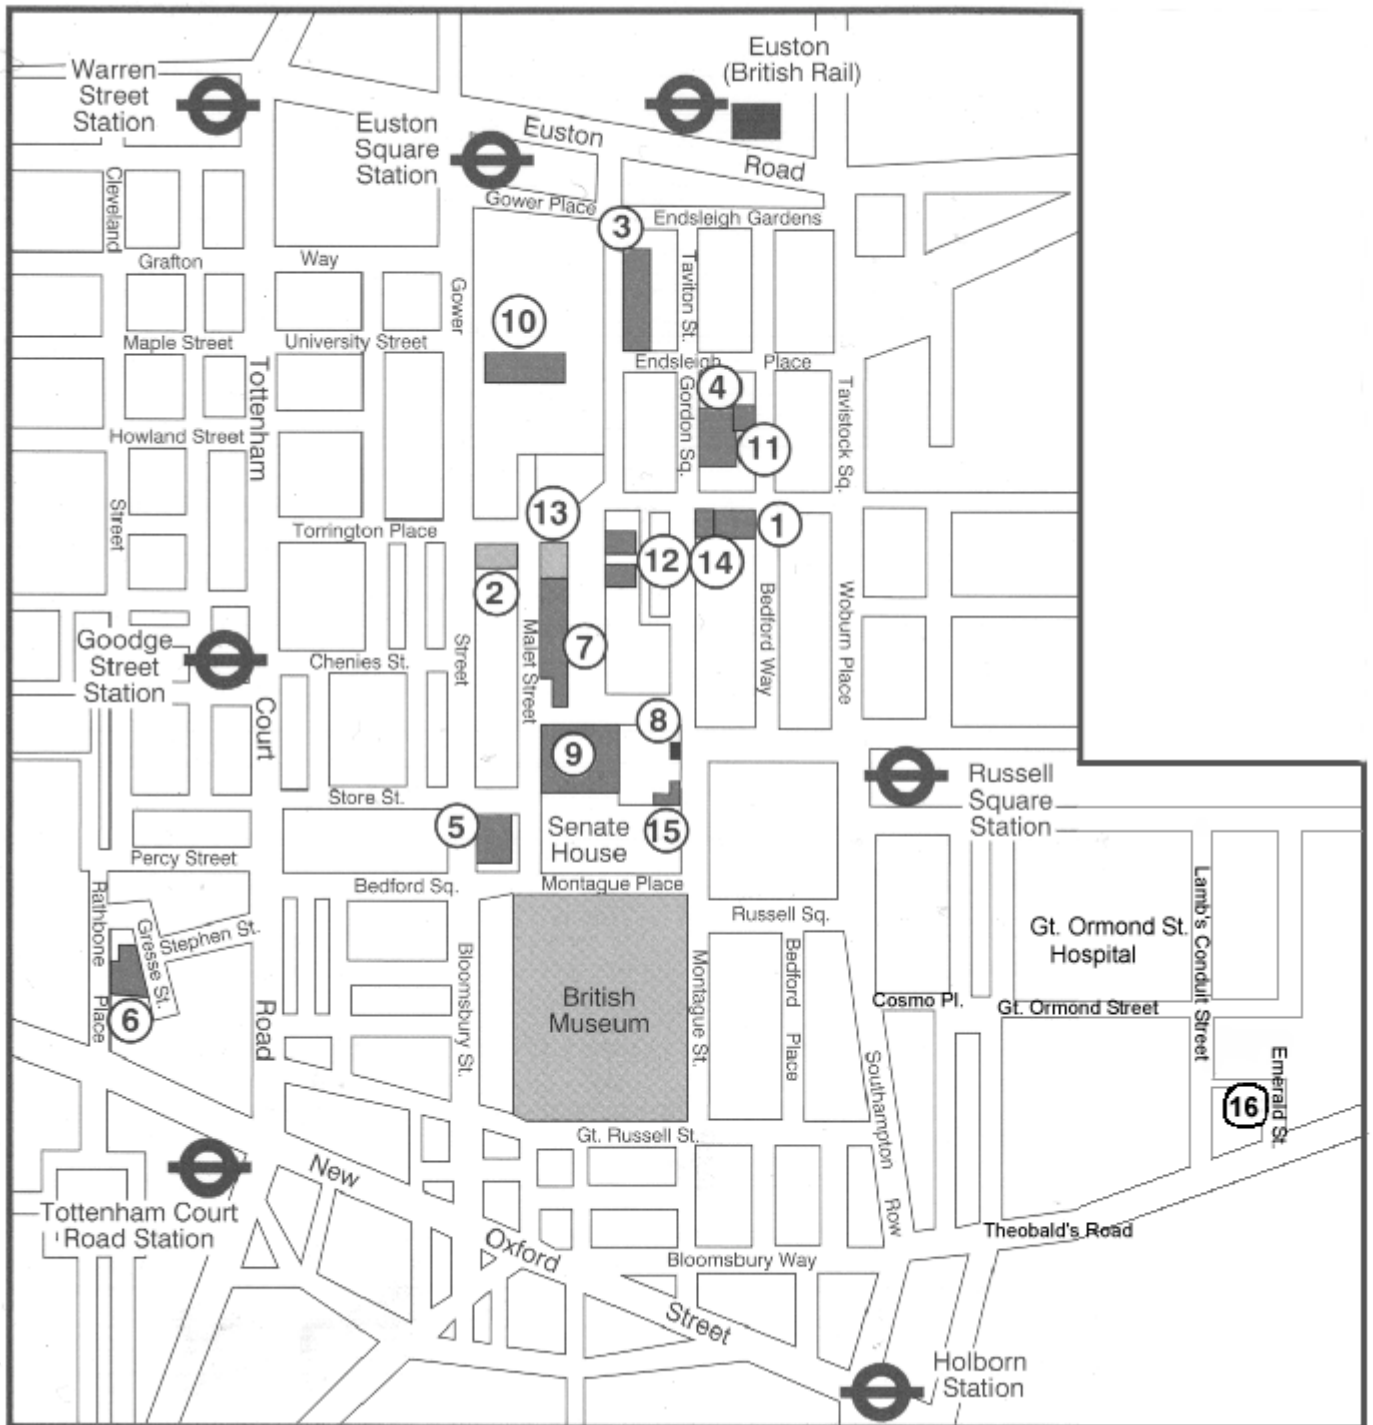 Euston
(British Rail)
Warren
Street
Station
Euston
Square
Station
Euston
Road
Gower Place
3
Endsleigh Gardens
Cleveland
Grafton
Way
Taviton St.
Gower
10
Maple Street
University Street
Endsleigh
Place
Tottenham
4
Gordon Sq.
Tavistock Sq.
Howland Street
11
Street
Torrington Place
13
1
12
14
2
Bedford Way
Woburn Place
Goodge
Street
Station
Street
Malet Street
7
Chenies St.
Court
8
9
Russell
Square
Station
Store St.
5
Senate
House
15
Percy Street
Bedford Sq.
Montague Place
Rathbone
Place
Gresse St.
Stephen St.
Russell Sq.
Lamb's Conduit Street
Gt. Ormond St.
Hospital
Bloomsbury St.
British
Museum
Montague St.
Bedford
Place
Cosmo Pl.
Gt. Ormond Street
6
Road
Southampton
Row
Emerald St.
16
Gt. Russell St.
New
Oxford
Street
Tottenham Court
Road Station
Theobald's Road
Bloomsbury Way
Holborn
Station